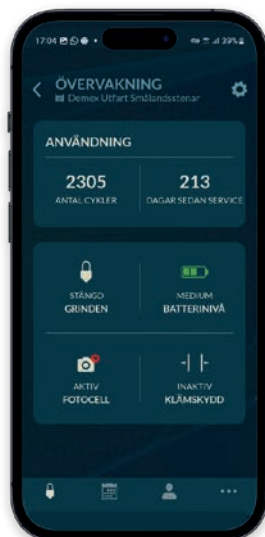 17:04
39%
ÖVERVAKNING
Demex Utfart Smålandsstenar
ANVÄNDNING
2305
ANTAL CYKLER
213
DAGAR SEDAN SERVICE
STÄNGD
GRINDEN
MEDIUM
BATTERINIVÅ
AKTIV
FOTOCELL
INAKTIV
KLÄMSKYDD